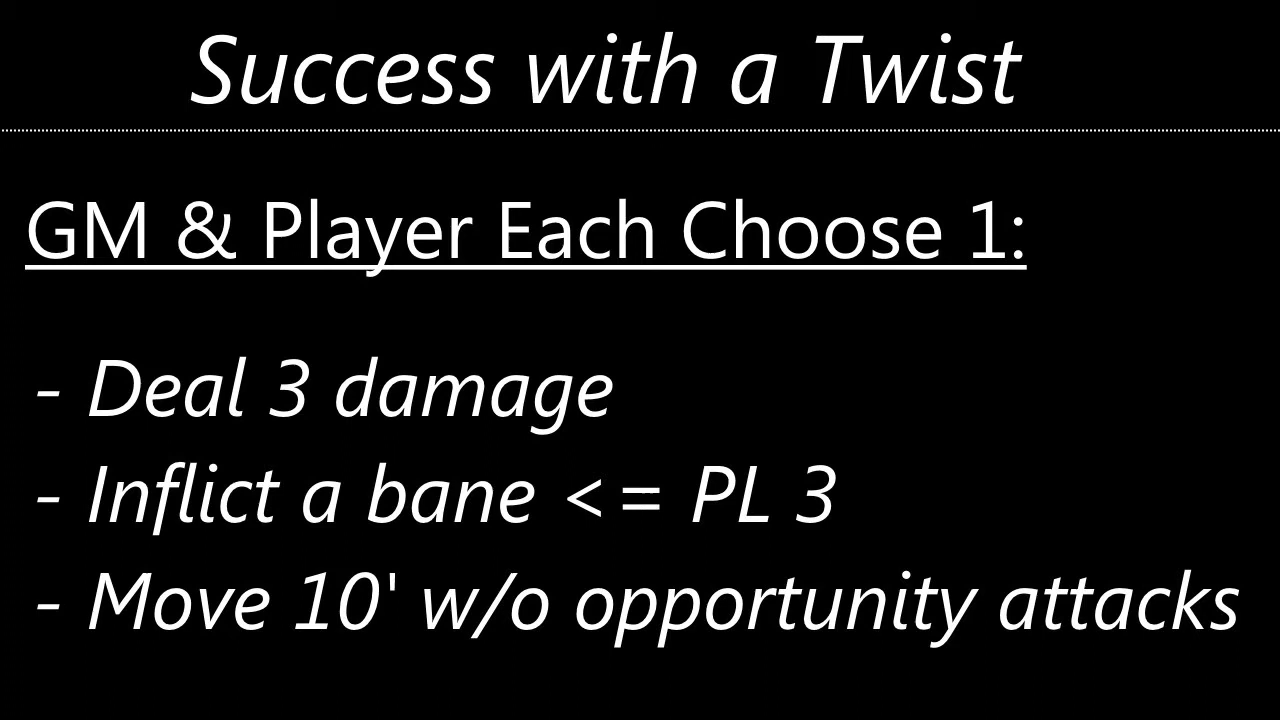 Success with a Twist
GM & Player Each Choose 1:
- Deal 3 damage
- Inflict a bane <= PL 3
- Move 10' w/o opportunity attacks